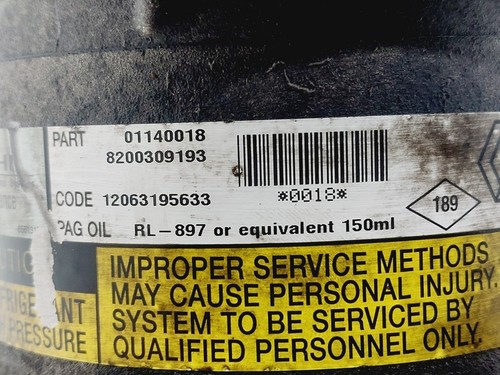 PART 01140018
8200309193
CODE 12063195633
*0018*
189
PAG OIL RL-897 or equivalent 150ml
IMPROPER SERVICE METHODS
MAY CAUSE PERSONAL INJURY.
SYSTEM TO BE SERVICED BY
QUALIFIED PERSONNEL ONLY.
PRESSURE